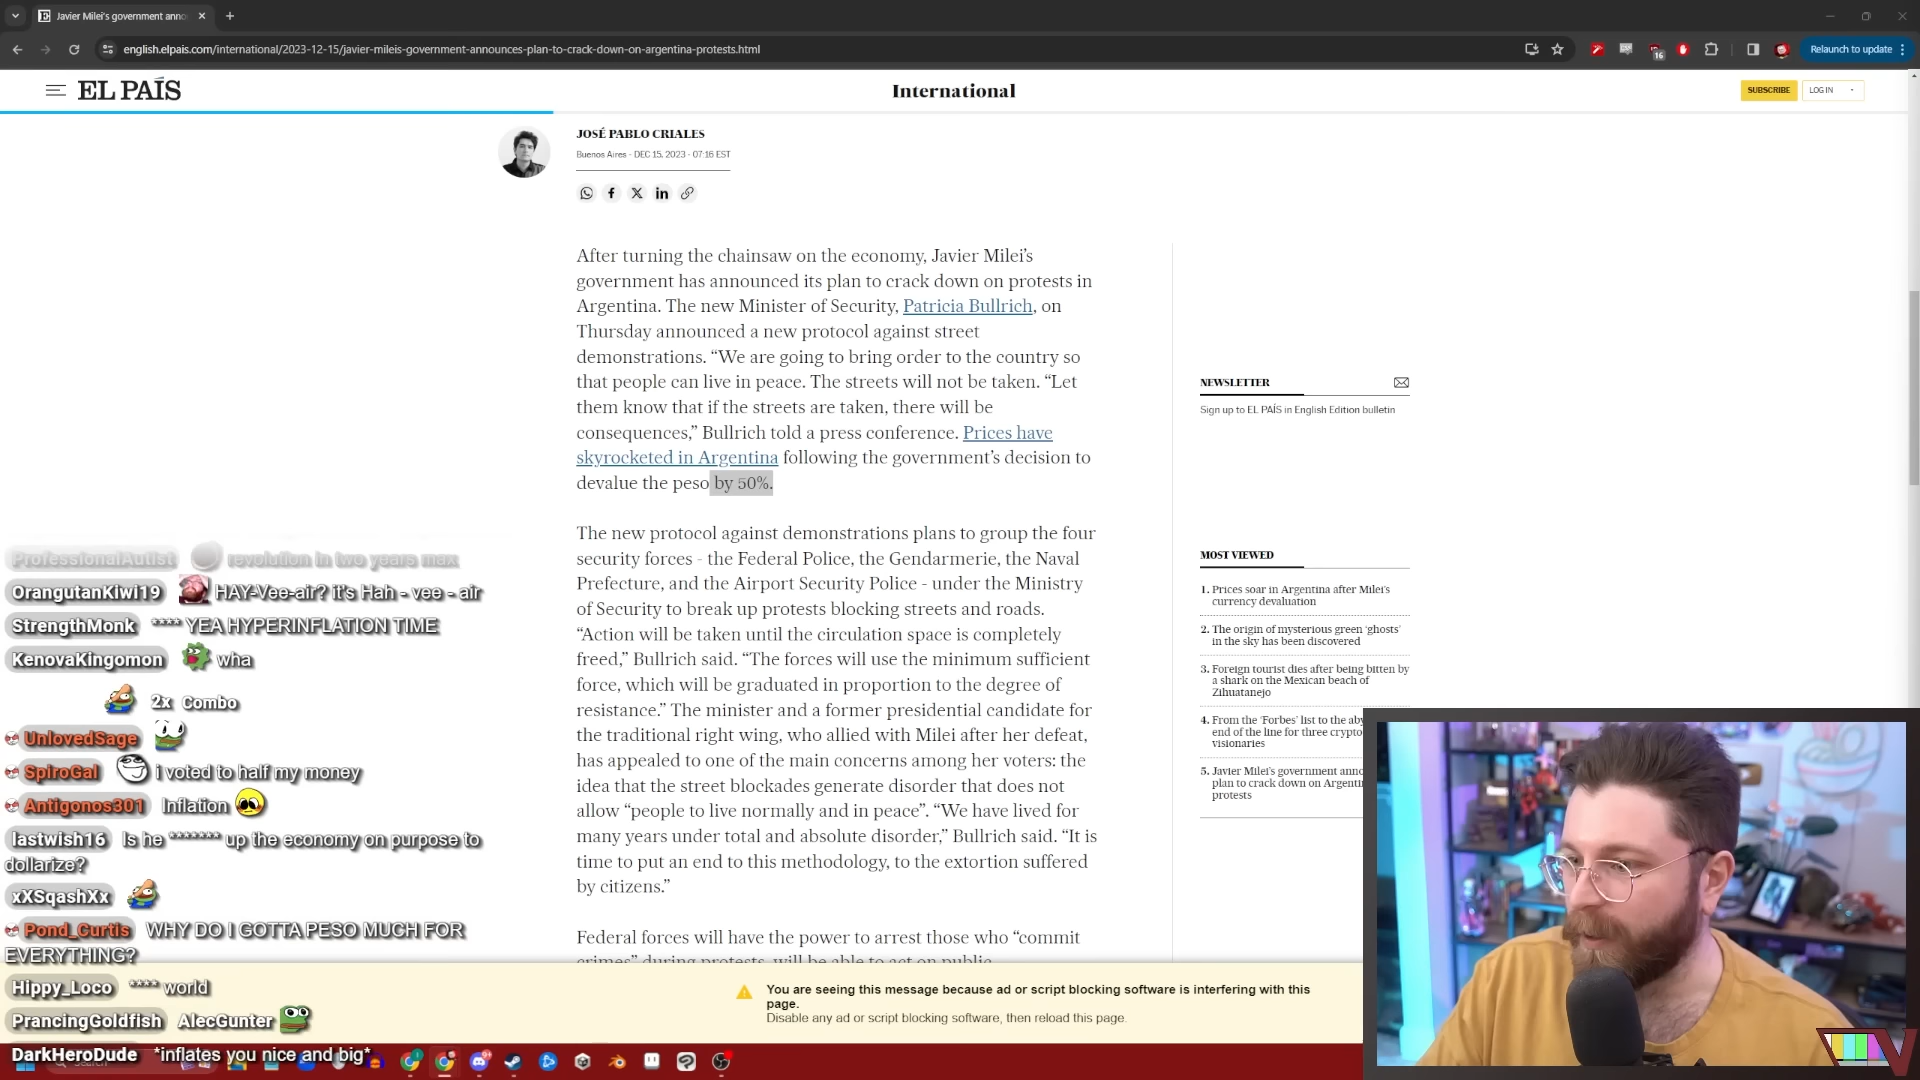 Javier Milei's government anno
english.elpais.com/international/2023-12-15/javier-mileis-government-announces-plan-to-crack-down-on-argentina-protests.html
16
Relaunch to update
EL PAÍS
International
SUBSCRIBE
LOG IN
JOSÉ PABLO CRIALES
Buenos Aires - DEC 15, 2023 - 07:16 EST
After turning the chainsaw on the economy, Javier Milei’s
government has announced its plan to crack down on protests in
Argentina. The new Minister of Security, Patricia Bullrich, on
Thursday announced a new protocol against street
demonstrations. “We are going to bring order to the country so
that people can live in peace. The streets will not be taken. “Let
them know that if the streets are taken, there will be
consequences,” Bullrich told a press conference. Prices have
skyrocketed in Argentina following the government’s decision to
devalue the peso by 50%.
The new protocol against demonstrations plans to group the four
security forces - the Federal Police, the Gendarmerie, the Naval
Prefecture, and the Airport Security Police - under the Ministry
of Security to break up protests blocking streets and roads.
“Action will be taken until the circulation space is completely
freed,” Bullrich said. “The forces will use the minimum sufficient
force, which will be graduated in proportion to the degree of
resistance.” The minister and a former presidential candidate for
the traditional right wing, who allied with Milei after her defeat,
has appealed to one of the main concerns among her voters: the
idea that the street blockades generate disorder that does not
allow “people to live normally and in peace”. “We have lived for
many years under total and absolute disorder,” Bullrich said. “It is
time to put an end to this methodology, to the extortion suffered
by citizens.”
Federal forces will have the power to arrest those who “commit
crimes” during protests, will be able to act on public
NEWSLETTER
Sign up to EL PAÍS in English Edition bulletin
MOST VIEWED
1. Prices soar in Argentina after Milei’s
currency devaluation
2. The origin of mysterious green ‘ghosts’
in the sky has been discovered
3. Foreign tourist dies after being bitten by
a shark on the Mexican beach of
Zihuatanejo
4. From the ‘Forbes’ list to the aby
end of the line for three crypto
visionaries
5. Javier Milei’s government anno
plan to crack down on Argentin
protests
ProfessionalAutist revolution in two years max
OrangutanKiwi19 HAY-Vee-air? it's Hah - vee - air
StrengthMonk **** YEA HYPERINFLATION TIME
KenovaKingomon wha
2x Combo
UnlovedSage
SpiroGal i voted to half my money
Antigonos301 Inflation
lastwish16 Is he ******* up the economy on purpose to
dollarize?
xXSqashXx
Pond_Curtis WHY DO I GOTTA PESO MUCH FOR
EVERYTHING?
Hippy_Loco **** world
PrancingGoldfish AlecGunter
DarkHeroDude *inflates you nice and big*
You are seeing this message because ad or script blocking software is interfering with this
page.
Disable any ad or script blocking software, then reload this page.
Search